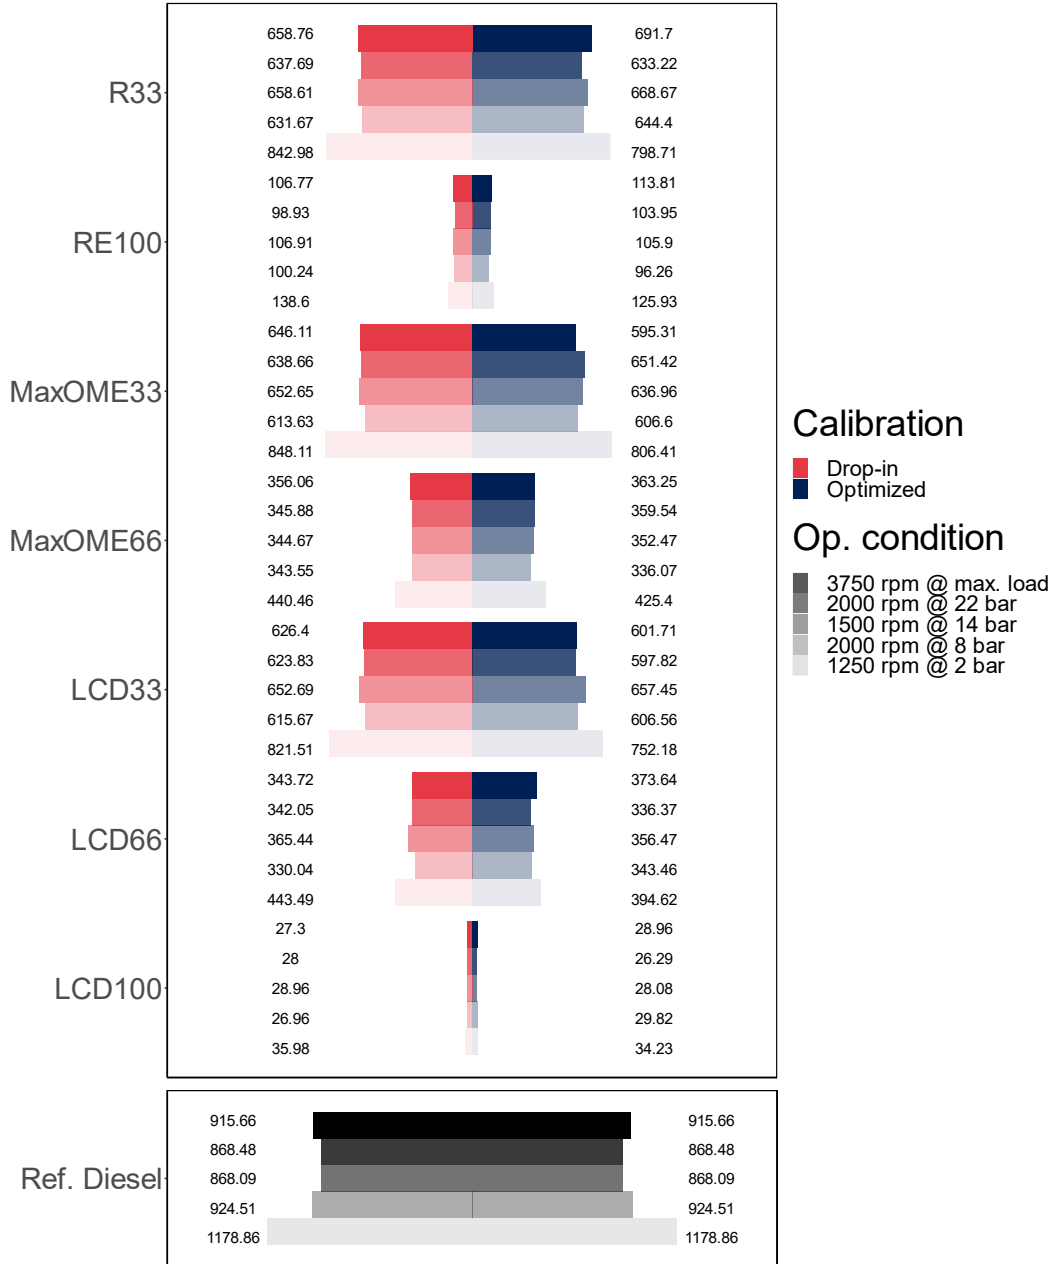 658.76 691.7
637.69 633.22
R33
658.61 668.67
631.67 644.4
842.98 798.71
106.77 113.81
98.93 103.95
RE100
106.91 105.9
100.24 96.26
138.6 125.93
646.11 595.31
638.66 651.42
MaxOME33
652.65 636.96
613.63 606.6
848.11 806.41
356.06 363.25
345.88 359.54
MaxOME66
344.67 352.47
343.55 336.07
440.46 425.4
626.4 601.71
623.83 597.82
LCD33
652.69 657.45
615.67 606.56
821.51 752.18
343.72 373.64
342.05 336.37
LCD66
365.44 356.47
330.04 343.46
443.49 394.62
27.3 28.96
28 26.29
LCD100
28.96 28.08
26.96 29.82
35.98 34.23
915.66 915.66
868.48 868.48
Ref. Diesel
868.09 868.09
924.51 924.51
1178.86 1178.86
Calibration
Drop-in
Optimized
Op. condition
3750 rpm @ max. load
2000 rpm @ 22 bar
1500 rpm @ 14 bar
2000 rpm @ 8 bar
1250 rpm @ 2 bar